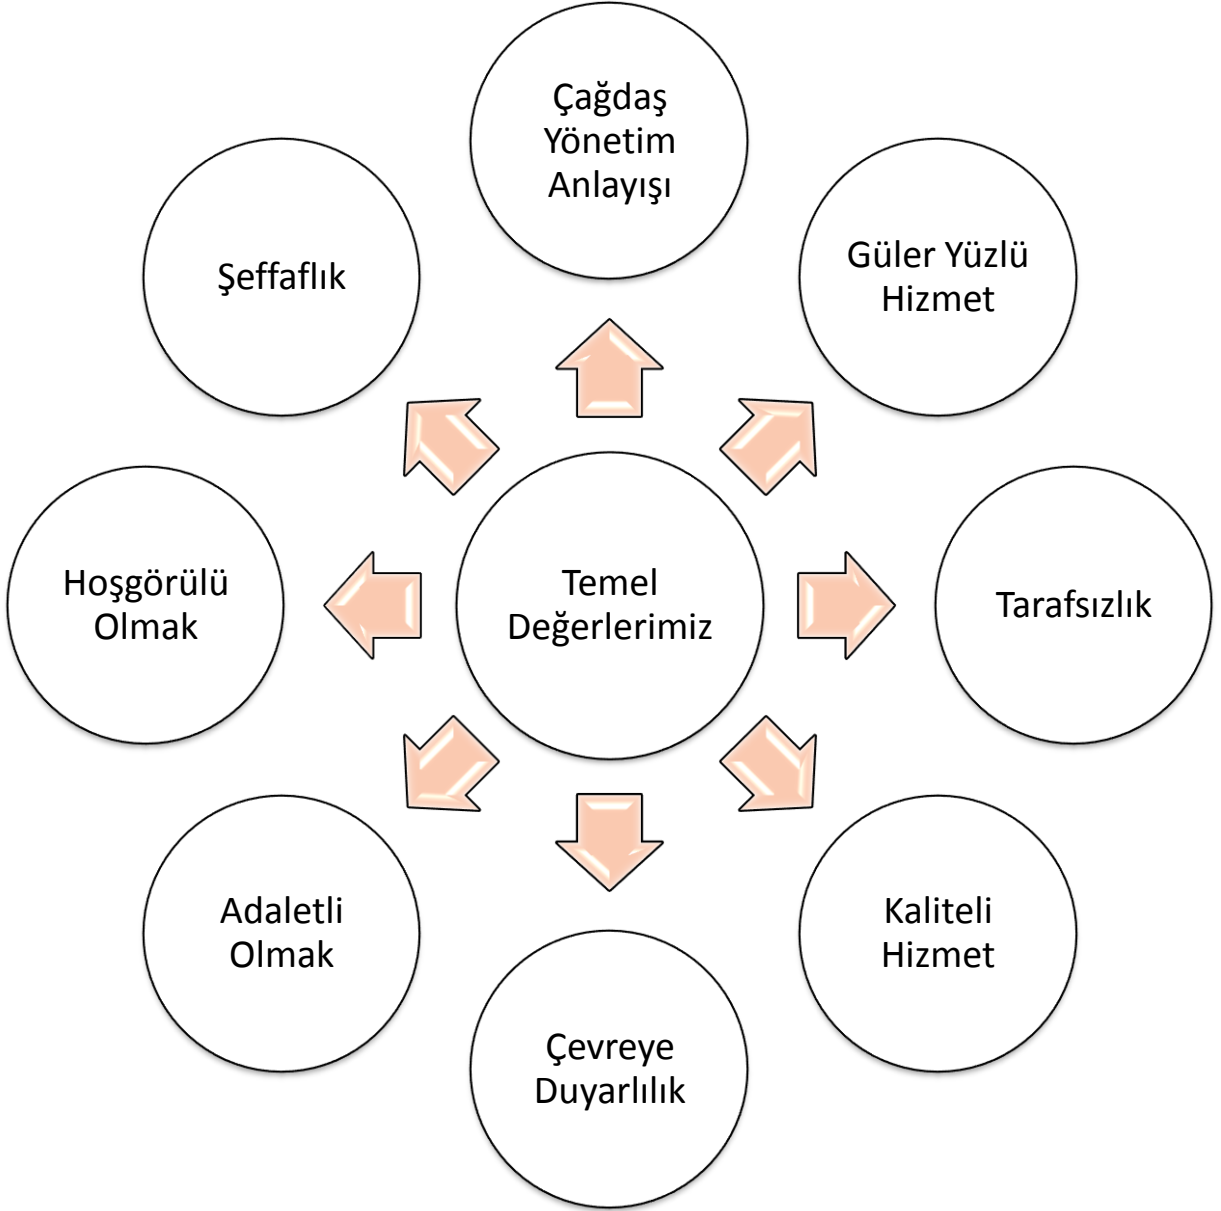 Çağdaş
Yönetim
Anlayışı
Güler Yüzlü
Hizmet
Şeffaflık
Hoşgörülü
Olmak
Temel
Değerlerimiz
Tarafsızlık
Adaletli
Olmak
Kaliteli
Hizmet
Çevreye
Duyarlılık